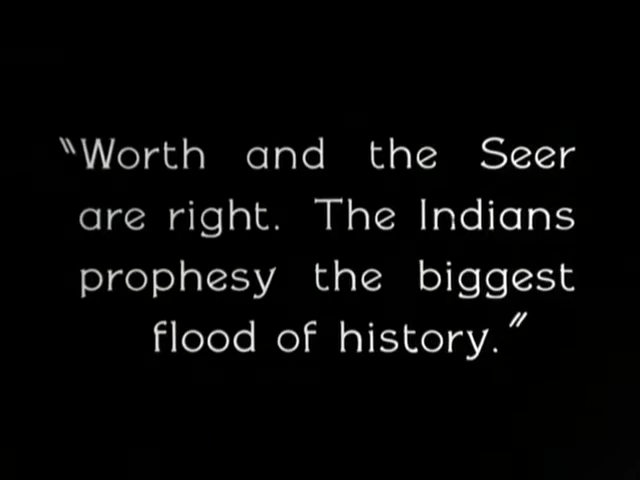 "Worth and the Seer
are right. The Indians
prophesy the biggest
flood of history."